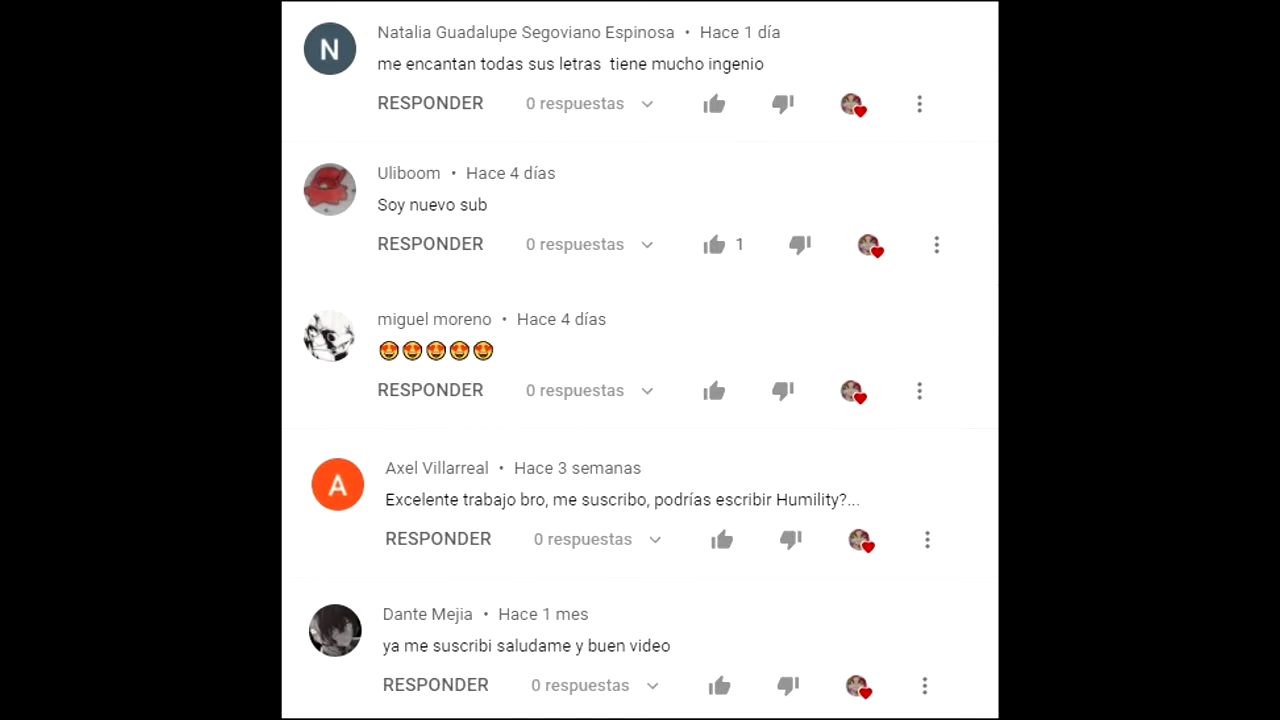 N
Natalia Guadalupe Segoviano Espinosa • Hace 1 día
me encantan todas sus letras  tiene mucho ingenio
RESPONDER 0 respuestas
Uliboom • Hace 4 días
Soy nuevo sub
RESPONDER 0 respuestas 1
miguel moreno • Hace 4 días
😍😍😍😍😍
RESPONDER 0 respuestas
A
Axel Villarreal • Hace 3 semanas
Excelente trabajo bro, me suscribo, podrías escribir Humility?...
RESPONDER 0 respuestas
Dante Mejia • Hace 1 mes
ya me suscribi saludame y buen video
RESPONDER 0 respuestas